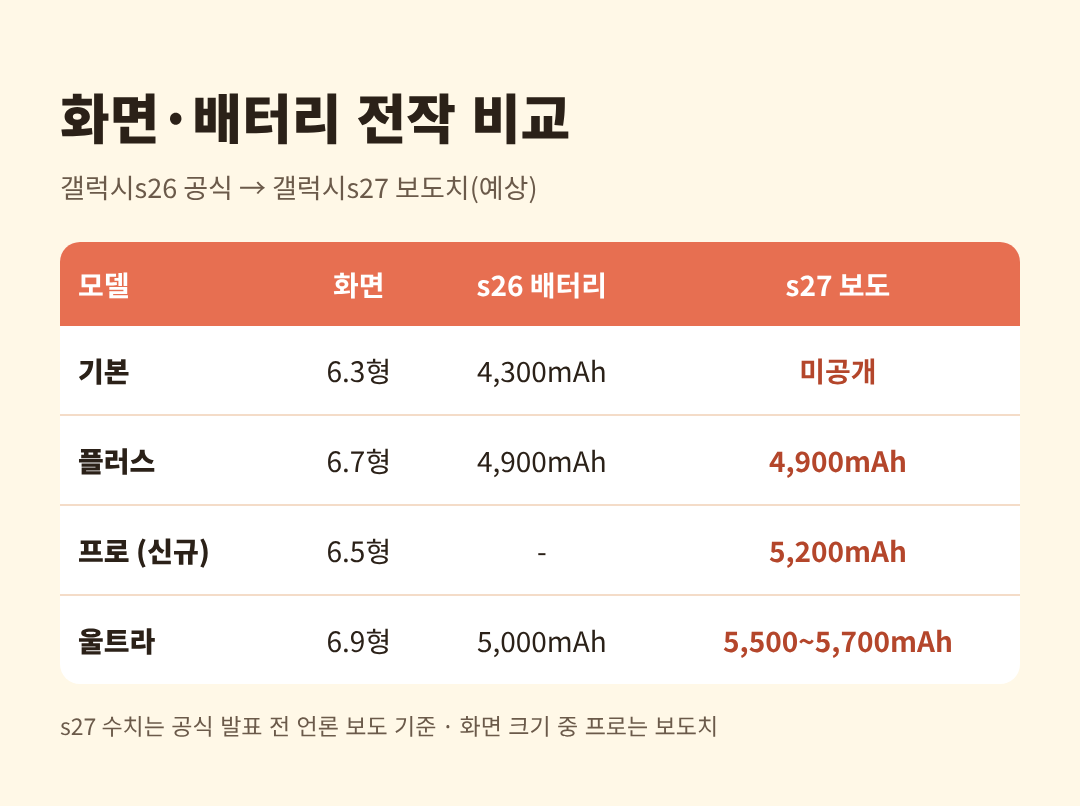 화면·배터리 전작 비교
갤럭시s26 공식 → 갤럭시s27 보도치(예상)
모델 화면 s26 배터리 s27 보도
기본 6.3형 4,300mAh 미공개
플러스 6.7형 4,900mAh 4,900mAh
프로 (신규) 6.5형 - 5,200mAh
울트라 6.9형 5,000mAh 5,500~5,700mAh
s27 수치는 공식 발표 전 언론 보도 기준 · 화면 크기 중 프로는 보도치